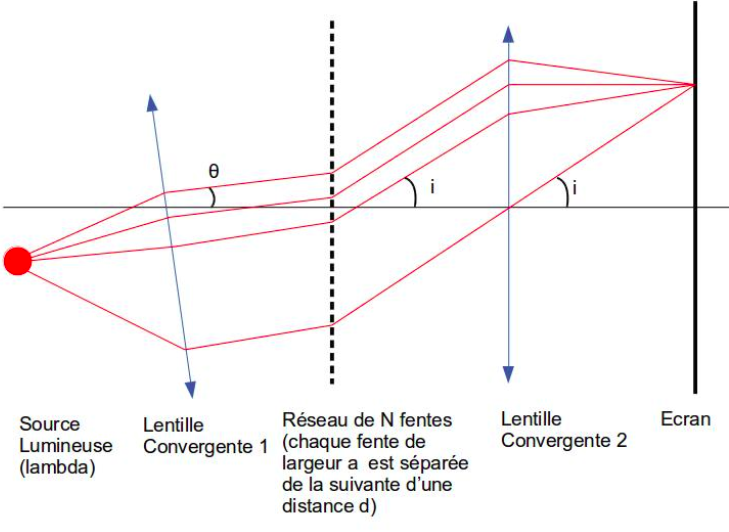 θ
i
i
Source
Lumineuse
(lambda)
Lentille
Convergente 1
Réseau de N fentes
(chaque fente de
largeur a est séparée
de la suivante d'une
distance d)
Lentille
Convergente 2
Ecran